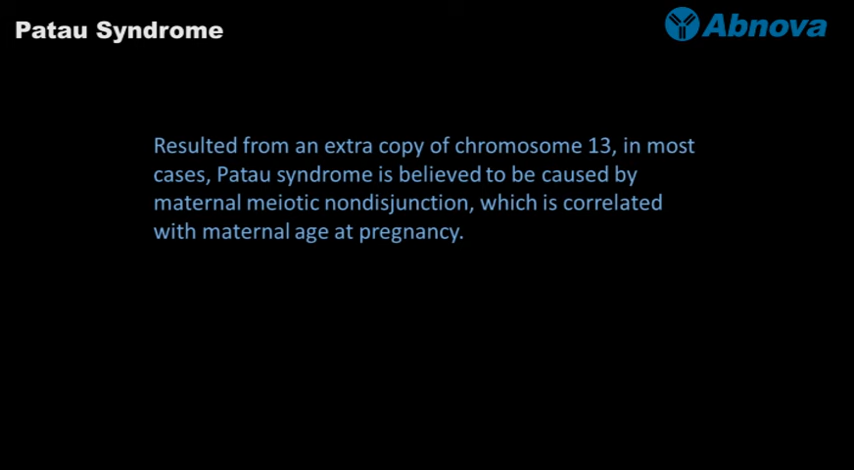 Patau Syndrome
Abnova
Resulted from an extra copy of chromosome 13, in most
cases, Patau syndrome is believed to be caused by
maternal meiotic nondisjunction, which is correlated
with maternal age at pregnancy.